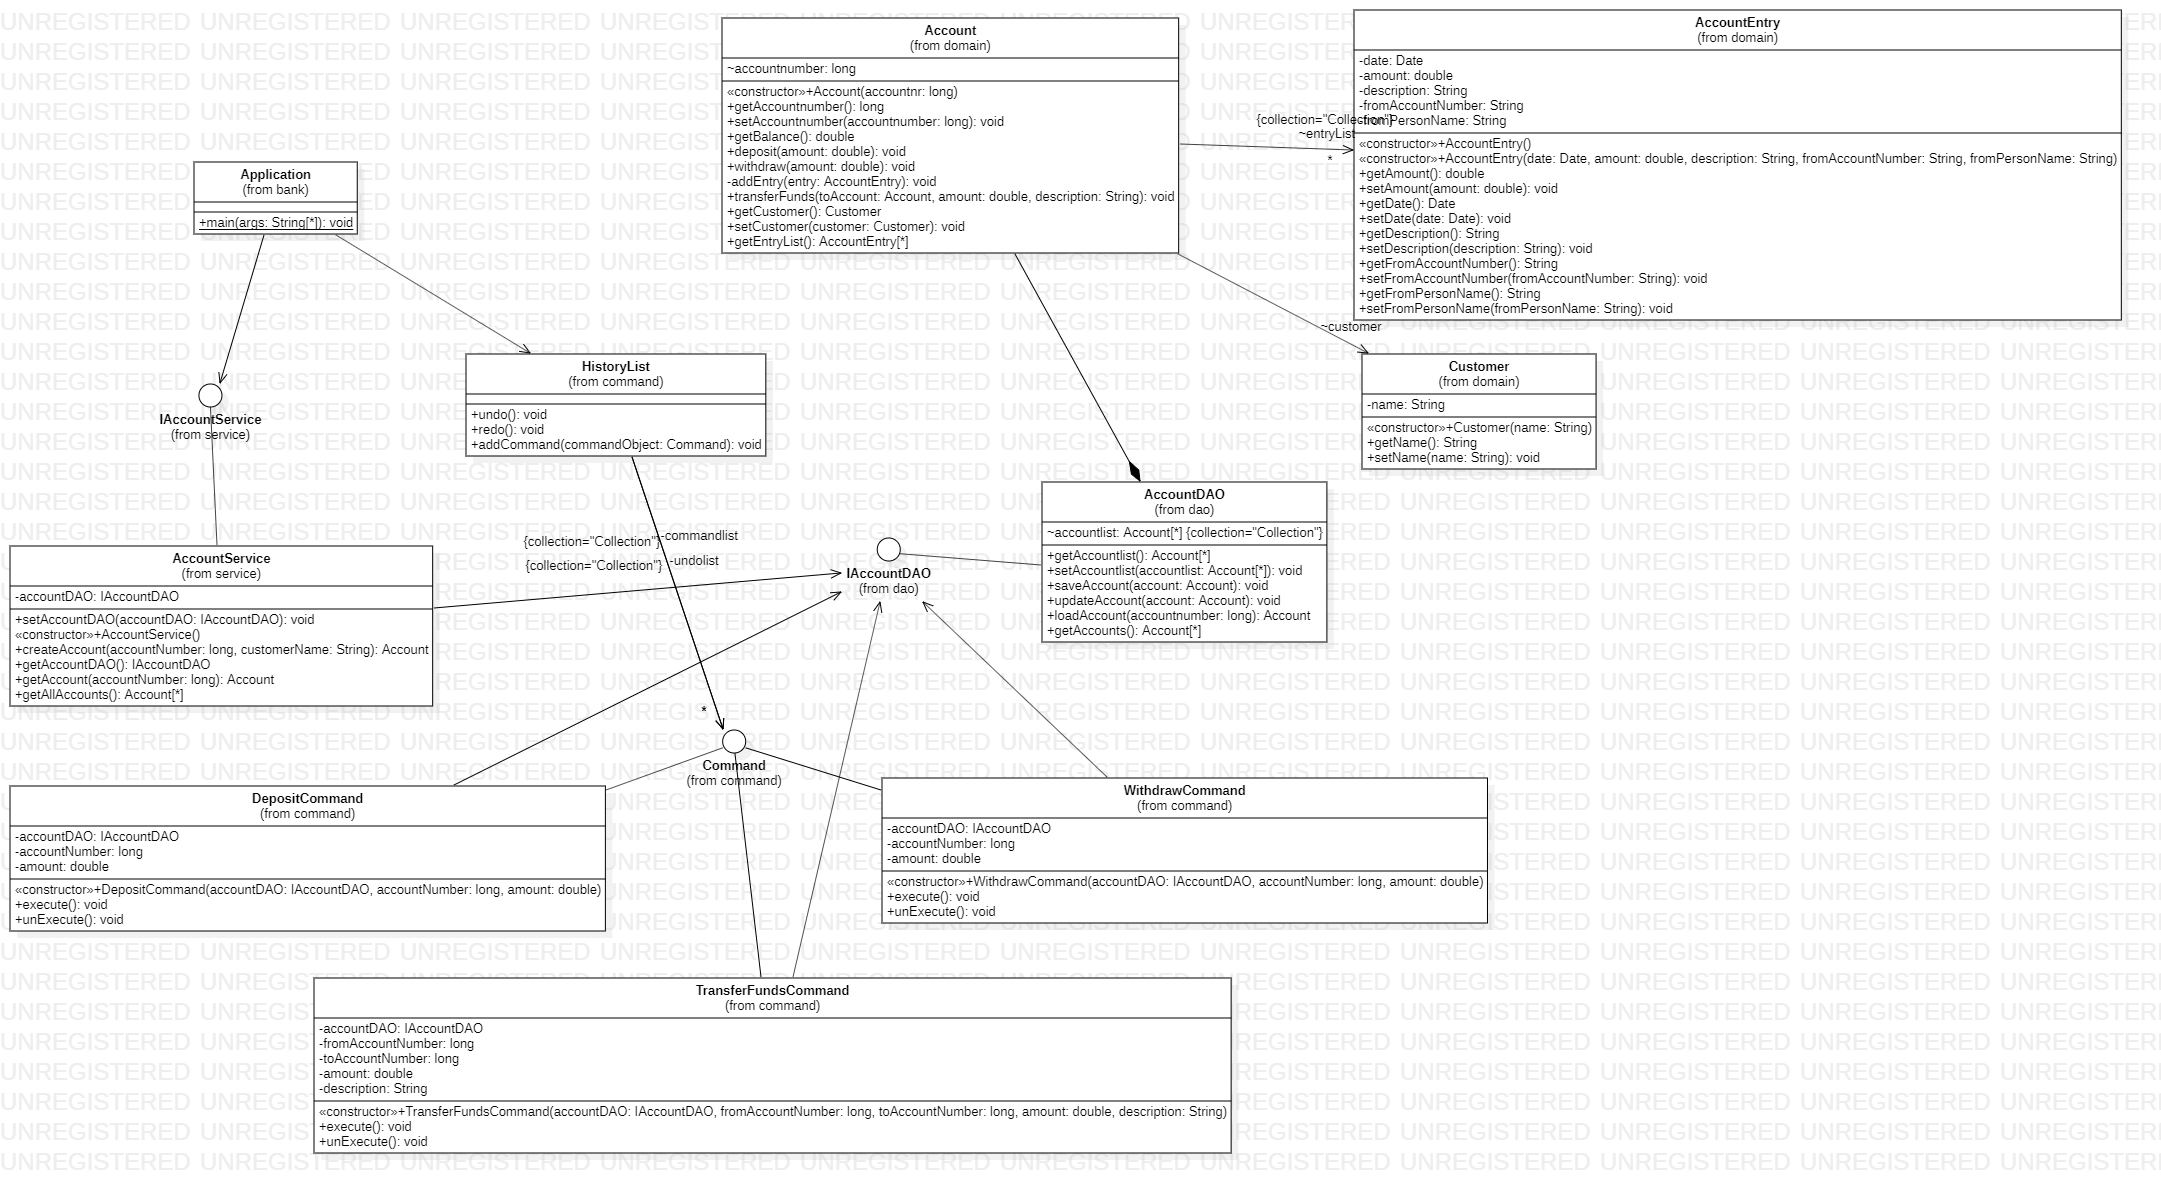 Account
(from domain)
~accountnumber: long
«constructor»+Account(accountnr: long)
+getAccountnumber(): long
+setAccountnumber(accountnumber: long): void
+getBalance(): double
+deposit(amount: double): void
+withdraw(amount: double): void
-addEntry(entry: AccountEntry): void
+transferFunds(toAccount: Account, amount: double, description: String): void
+getCustomer(): Customer
+setCustomer(customer: Customer): void
+getEntryList(): AccountEntry[*]
AccountEntry
(from domain)
-date: Date
-amount: double
-description: String
-fromAccountNumber: String
-fromPersonName: String
«constructor»+AccountEntry()
«constructor»+AccountEntry(date: Date, amount: double, description: String, fromAccountNumber: String, fromPersonName: String)
+getAmount(): double
+setAmount(amount: double): void
+getDate(): Date
+setDate(date: Date): void
+getDescription(): String
+setDescription(description: String): void
+getFromAccountNumber(): String
+setFromAccountNumber(fromAccountNumber: String): void
+getFromPersonName(): String
+setFromPersonName(fromPersonName: String): void
{collection="Collection"}
~entryList
*
Application
(from bank)
+main(args: String[*]): void
~customer
HistoryList
(from command)
+undo(): void
+redo(): void
+addCommand(commandObject: Command): void
Customer
(from domain)
-name: String
«constructor»+Customer(name: String)
+getName(): String
+setName(name: String): void
IAccountService
(from service)
AccountDAO
(from dao)
~accountlist: Account[*] {collection="Collection"}
+getAccountlist(): Account[*]
+setAccountlist(accountlist: Account[*]): void
+saveAccount(account: Account): void
+updateAccount(account: Account): void
+loadAccount(accountnumber: long): Account
+getAccounts(): Account[*]
{collection="Collection"}
-commandlist
{collection="Collection"}
-undolist
*
IAccountDAO
(from dao)
AccountService
(from service)
-accountDAO: IAccountDAO
+setAccountDAO(accountDAO: IAccountDAO): void
«constructor»+AccountService()
+createAccount(accountNumber: long, customerName: String): Account
+getAccountDAO(): IAccountDAO
+getAccount(accountNumber: long): Account
+getAllAccounts(): Account[*]
Command
(from command)
DepositCommand
(from command)
-accountDAO: IAccountDAO
-accountNumber: long
-amount: double
«constructor»+DepositCommand(accountDAO: IAccountDAO, accountNumber: long, amount: double)
+execute(): void
+unExecute(): void
WithdrawCommand
(from command)
-accountDAO: IAccountDAO
-accountNumber: long
-amount: double
«constructor»+WithdrawCommand(accountDAO: IAccountDAO, accountNumber: long, amount: double)
+execute(): void
+unExecute(): void
TransferFundsCommand
(from command)
-accountDAO: IAccountDAO
-fromAccountNumber: long
-toAccountNumber: long
-amount: double
-description: String
«constructor»+TransferFundsCommand(accountDAO: IAccountDAO, fromAccountNumber: long, toAccountNumber: long, amount: double, description: String)
+execute(): void
+unExecute(): void
UNREGISTERED